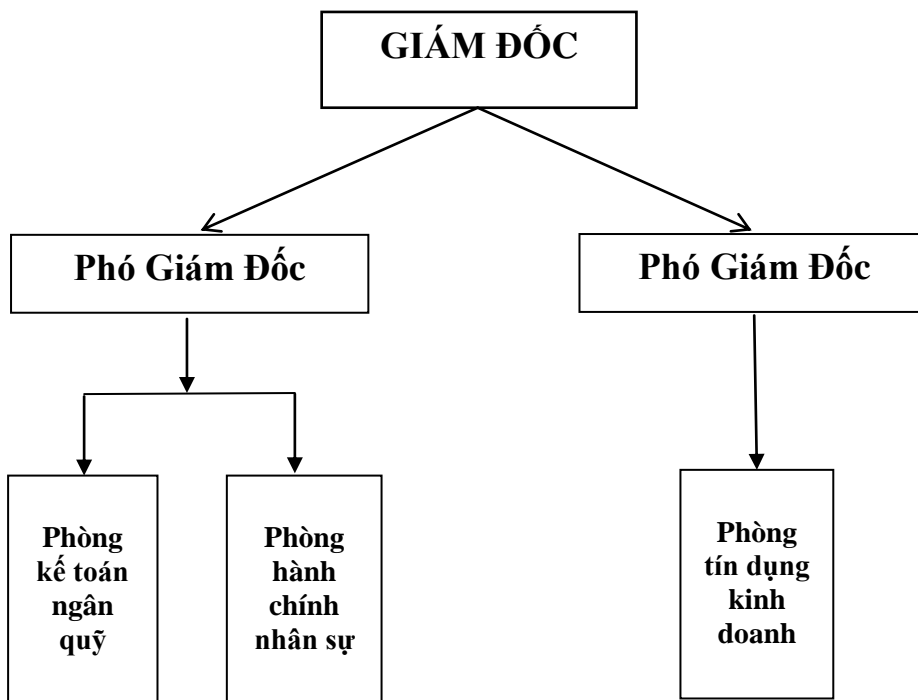 GIÁM ĐỐC
Phó Giám Đốc
Phó Giám Đốc
Phòng
kế toán
ngân
quỹ
Phòng
hành
chính
nhân sự
Phòng
tín dụng
kinh
doanh